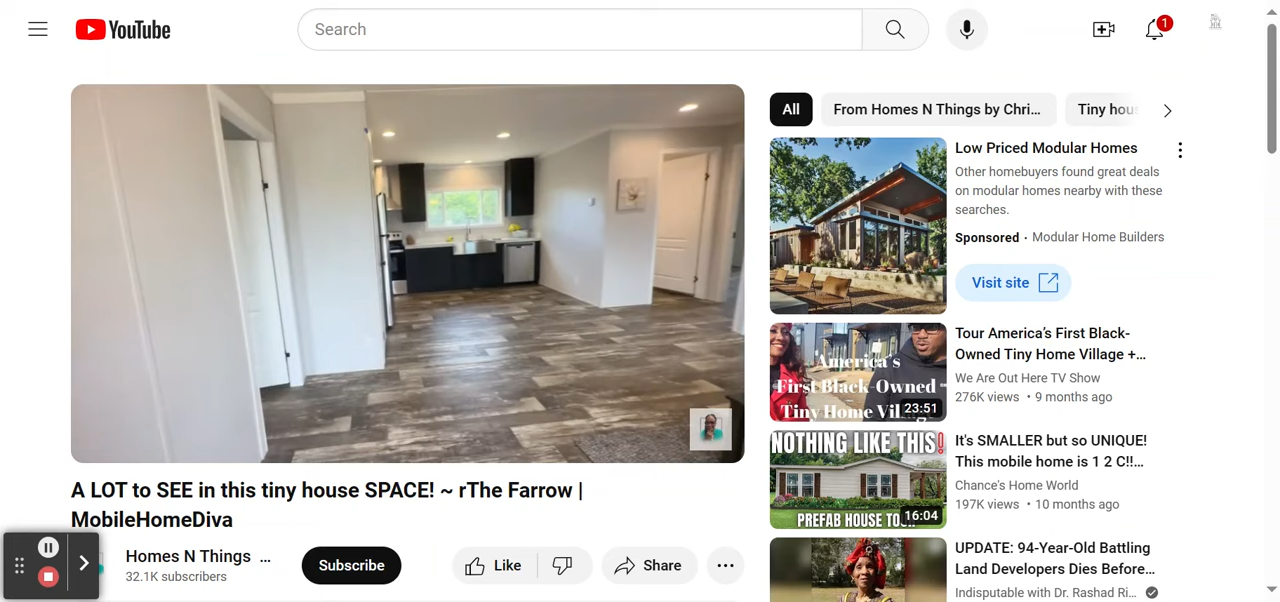 YouTube
Search
1
All
From Homes N Things by Chri...
Tiny hou
Low Priced Modular Homes
Other homebuyers found great deals
on modular homes nearby with these
searches.
Sponsored · Modular Home Builders
Visit site
America's
First Black-Owned
Tiny Home Vil
23:51
Tour America's First Black-
Owned Tiny Home Village +...
We Are Out Here TV Show
276K views • 9 months ago
NOTHING LIKE THIS!
PREFAB HOUSE TO
16:04
It's SMALLER but so UNIQUE!
This mobile home is 1 2 C!!...
Chance's Home World
197K views • 10 months ago
UPDATE: 94-Year-Old Battling
Land Developers Dies Before...
Indisputable with Dr. Rashad Ri...
A LOT to SEE in this tiny house SPACE! ~ rThe Farrow |
MobileHomeDiva
Homes N Things ...
32.1K subscribers
Subscribe
Like
Share